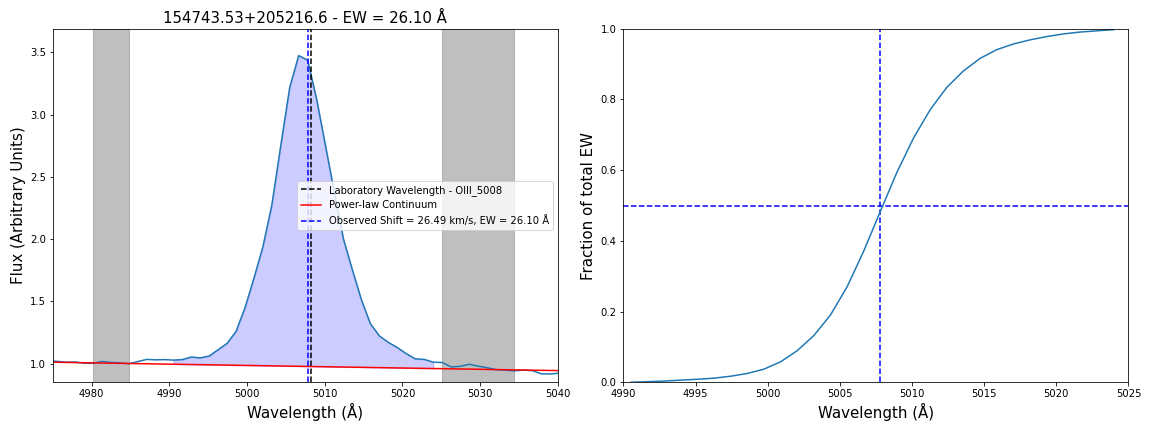 154743.53+205216.6 - EW = 26.10 Å
Flux (Arbitrary Units)
3.5
3.0
2.5
2.0
1.5
1.0
Laboratory Wavelength - OIII_5008
Power-law Continuum
Observed Shift = 26.49 km/s, EW = 26.10 Å
4980 4990 5000 5010 5020 5030 5040
Wavelength (Å)
Fraction of total EW
1.0
0.8
0.6
0.4
0.2
0.0
4990 4995 5000 5005 5010 5015 5020 5025
Wavelength (Å)